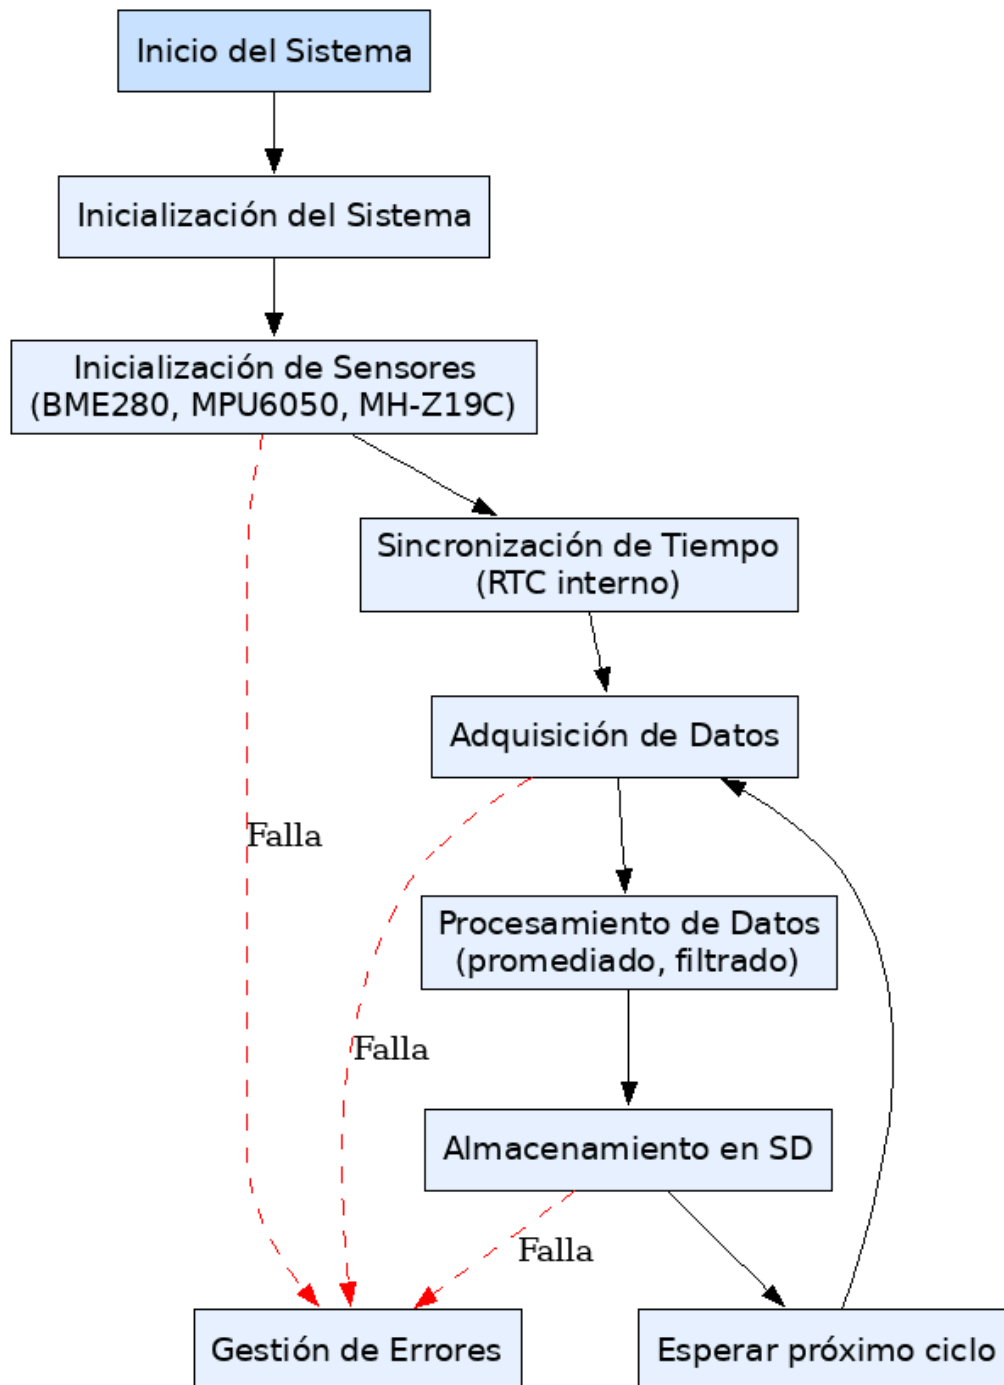 Inicio del Sistema
Inicialización del Sistema
Inicialización de Sensores
(BME280, MPU6050, MH-Z19C)
Sincronización de Tiempo
(RTC interno)
Adquisición de Datos
Falla
Procesamiento de Datos
(promediado, filtrado)
Falla
Almacenamiento en SD
Falla
Gestión de Errores
Esperar próximo ciclo